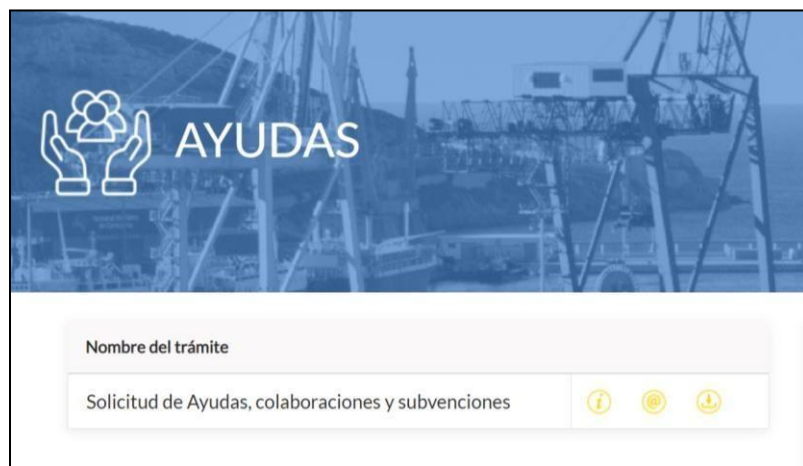 AYUDAS
Nombre del trámite
Solicitud de Ayudas, colaboraciones y subvenciones